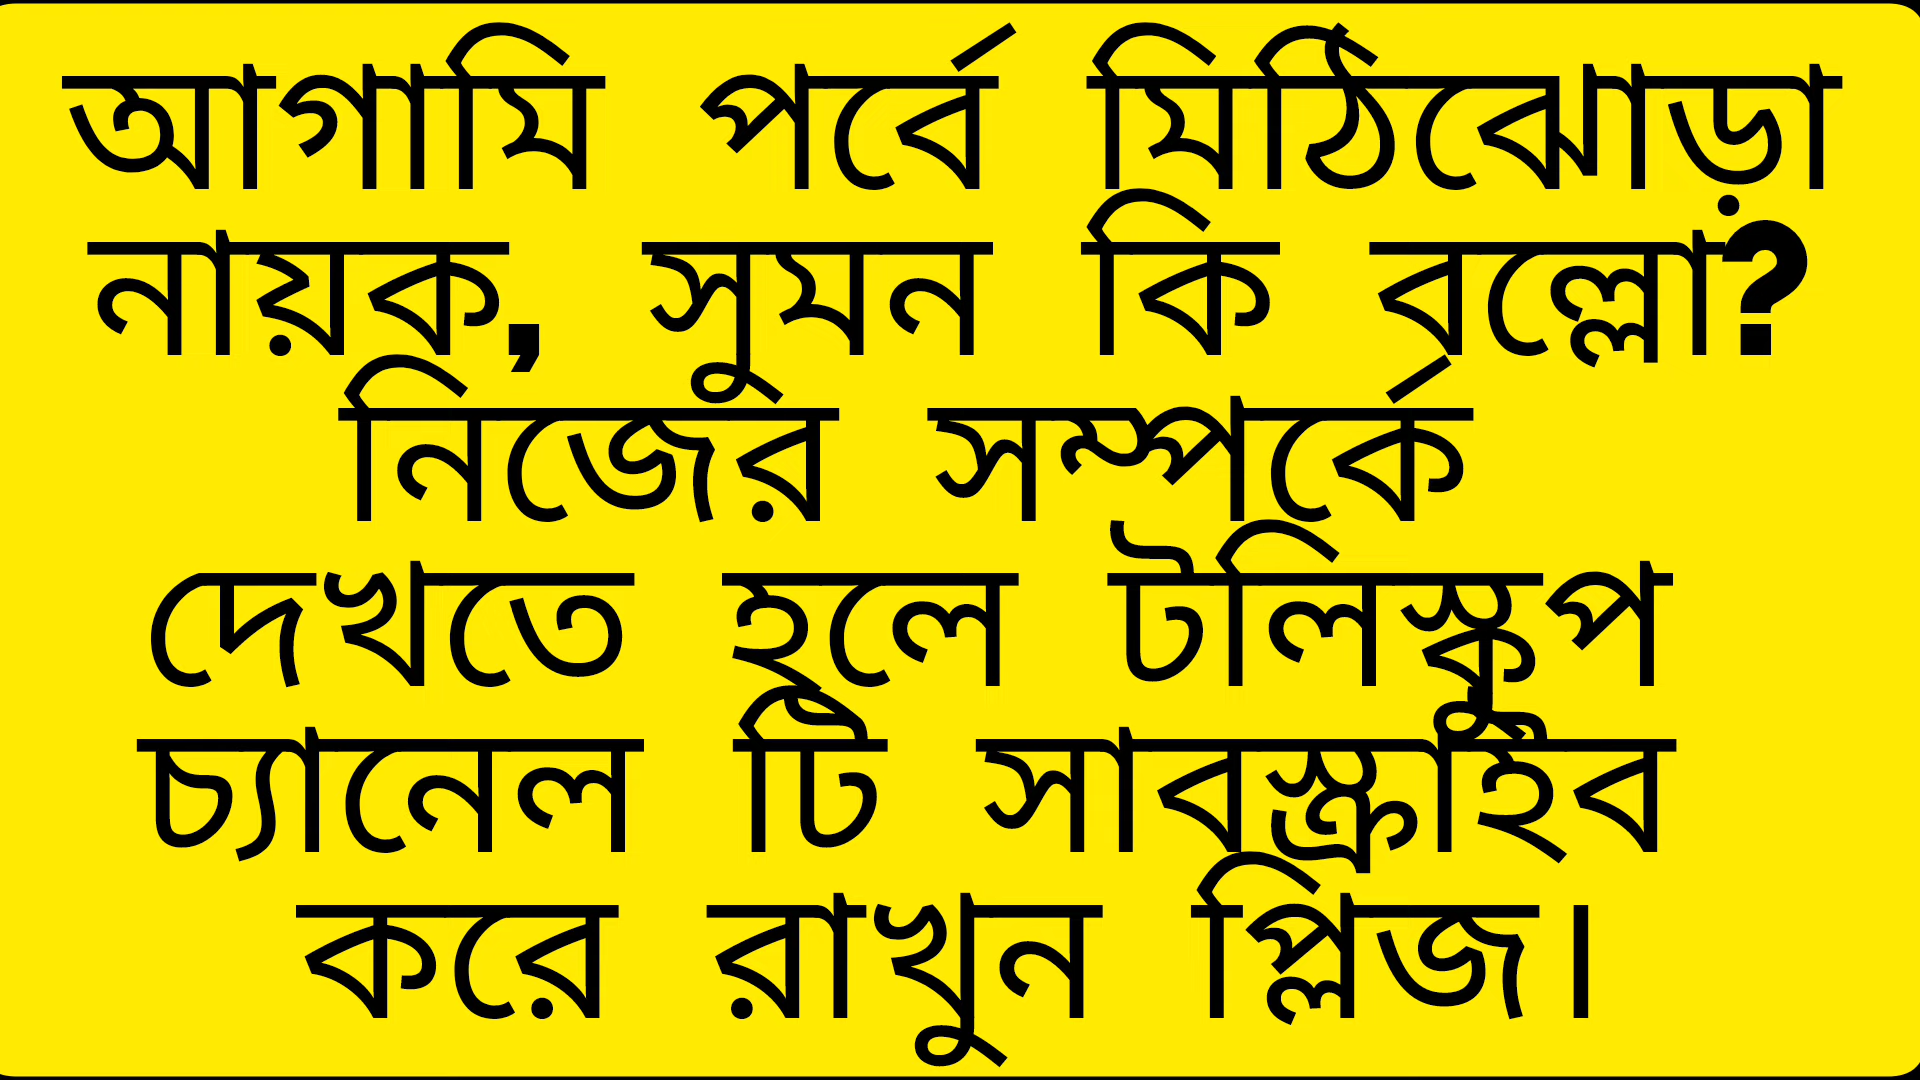 আগামি পর্বে মিঠিঝোড়া
নায়ক, সুমন কি বল্লো?
নিজের সম্পর্কে
দেখতে হলে টলিস্কুপ
চ্যানেল টি সাবস্ক্রাইব
করে রাখুন প্লিজ।